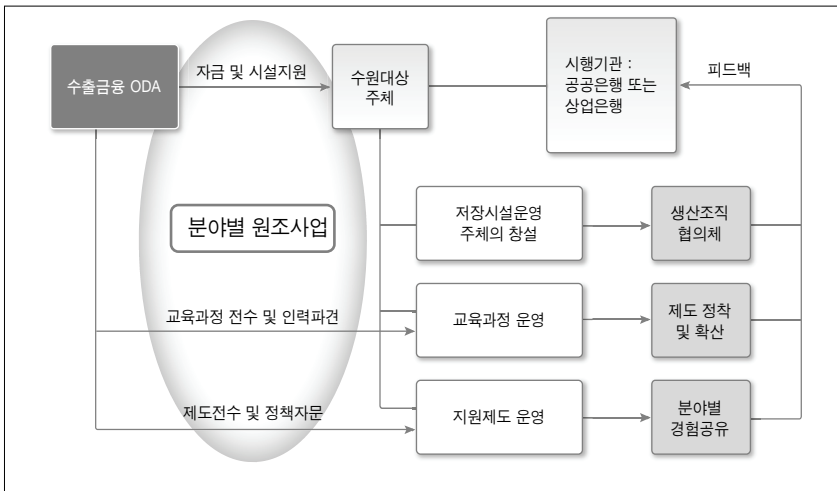 수출금융 ODA
자금 및 시설지원
수원대상
주체
시행기관 :
공공은행 또는
상업은행
피드백
분야별 원조사업
저장시설운영
주체의 창설
생산조직
협의체
교육과정 전수 및 인력파견
교육과정 운영
제도 정착
및 확산
제도전수 및 정책자문
지원제도 운영
분야별
경험공유